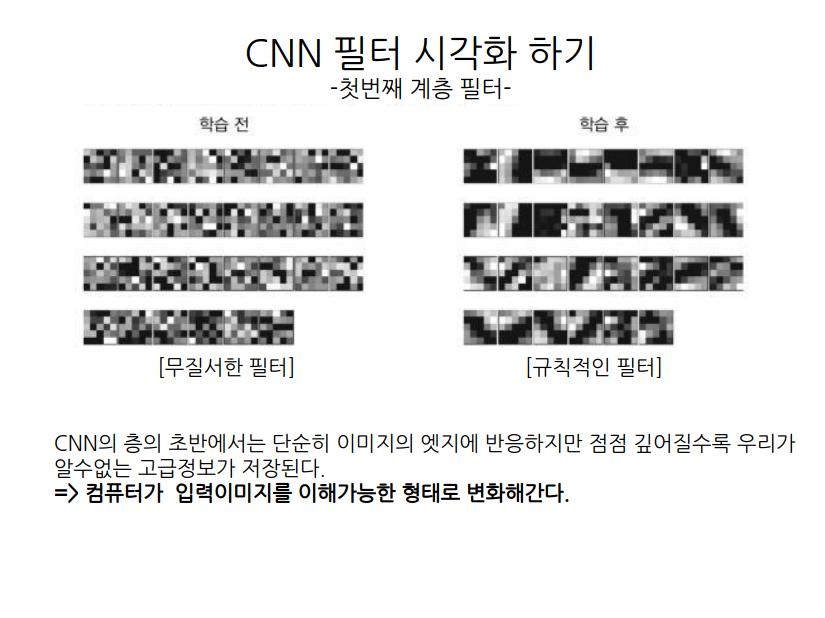 CNN 필터 시각화 하기
-첫번째 계층 필터-
학습 전
학습 후
[무질서한 필터]
[규칙적인 필터]
CNN의 층의 초반에서는 단순히 이미지의 엣지에 반응하지만 점점 깊어질수록 우리가
알수없는 고급정보가 저장된다.
=> 컴퓨터가  입력이미지를 이해가능한 형태로 변화해간다.